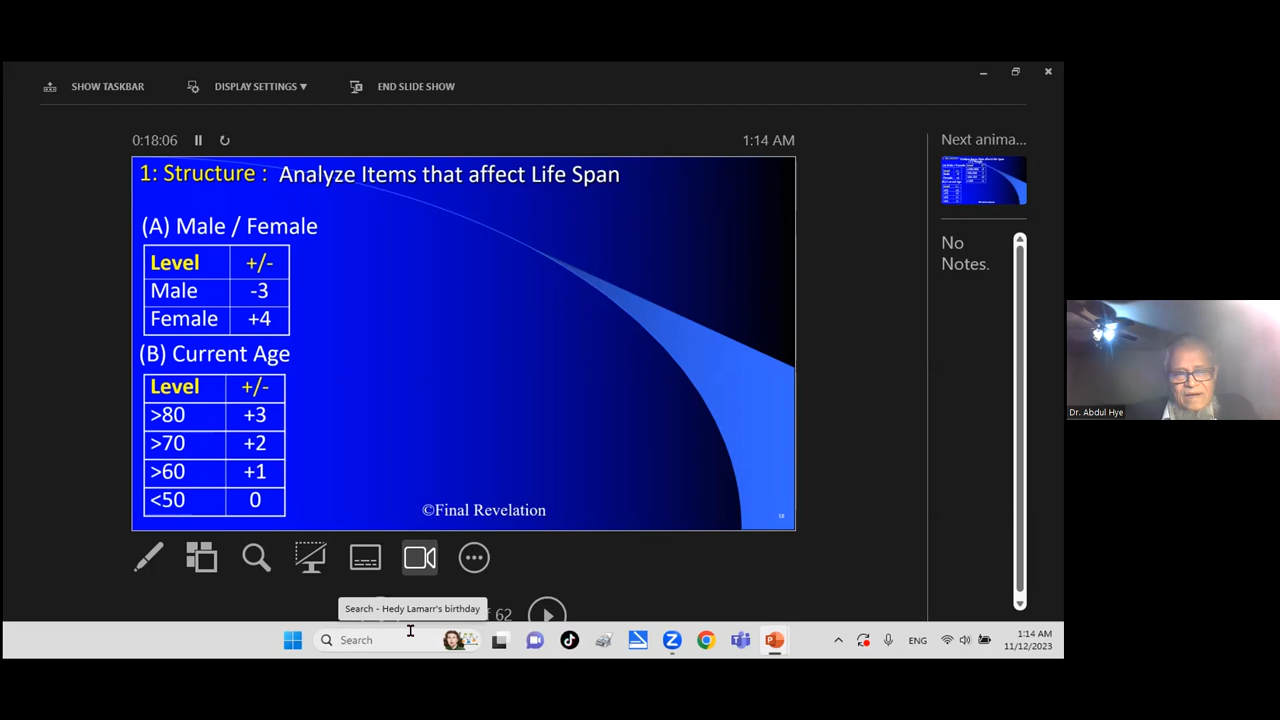 SHOW TASKBAR DISPLAY SETTINGS ▼ END SLIDE SHOW
0:18:06 1:14 AM
Next anima...
1: Structure : Analyze Items that affect Life Span
(A) Male / Female
Level +/-
Male -3
Female +4
(B) Current Age
Level +/-
>80 +3
>70 +2
>60 +1
<50 0
©Final Revelation
18
No
Notes.
Dr. Abdul Hye
Search - Hedy Lamarr's birthday
62
Search
ENG
1:14 AM
11/12/2023